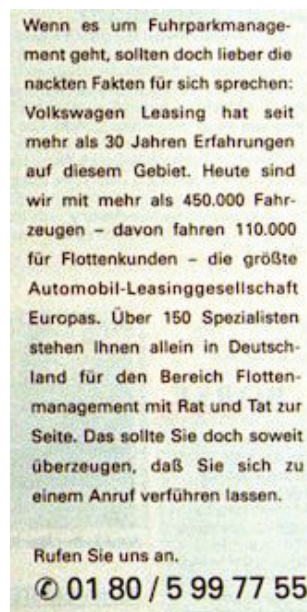 Wenn es um Fuhrparkmanage-
ment geht, sollten doch lieber die
nackten Fakten für sich sprechen:
Volkswagen Leasing hat seit
mehr als 30 Jahren Erfahrungen
auf diesem Gebiet. Heute sind
wir mit mehr als 450.000 Fahr-
zeugen – davon fahren 110.000
für Flottenkunden – die größte
Automobil-Leasinggesellschaft
Europas. Über 150 Spezialisten
stehen Ihnen allein in Deutsch-
land für den Bereich Flotten-
management mit Rat und Tat zur
Seite. Das sollte Sie doch soweit
überzeugen, daß Sie sich zu
einem Anruf verführen lassen.
Rufen Sie uns an.
✆ 01 80 / 5 99 77 55